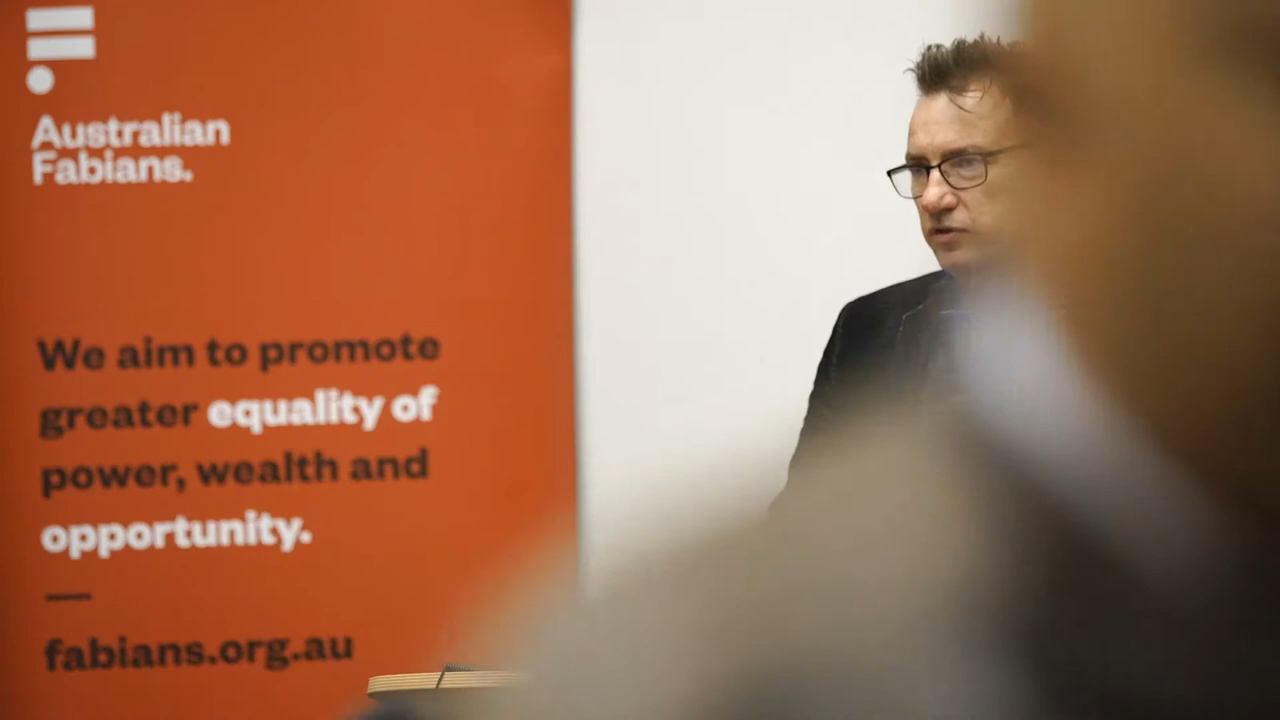 Australian
Fabians.
We aim to promote
greater equality of
power, wealth and
opportunity.
fabians.org.au